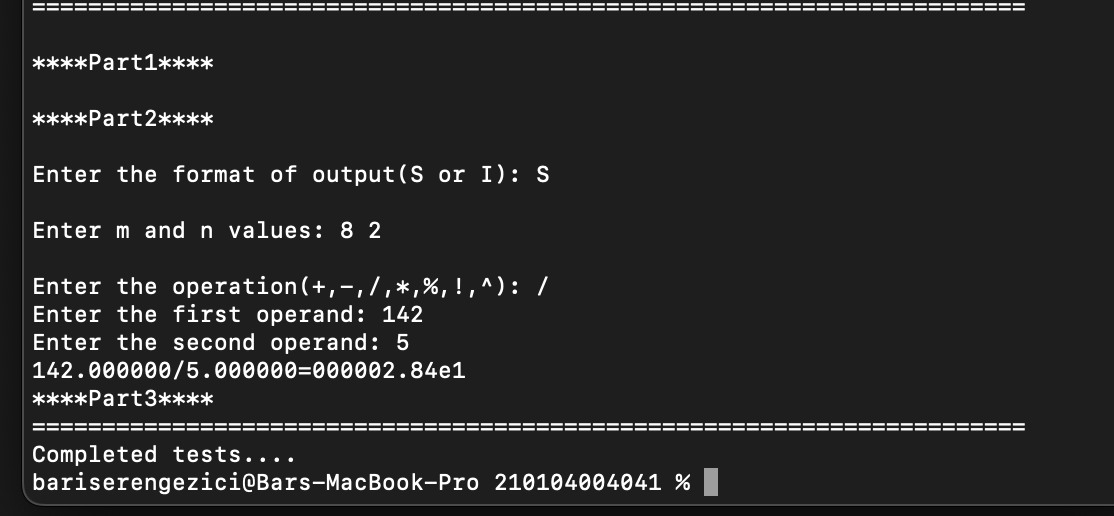 =======================================================================
****Part1****
****Part2****
Enter the format of output(S or I): S
Enter m and n values: 8 2
Enter the operation(+,-,/,*,%,!,^): /
Enter the first operand: 142
Enter the second operand: 5
142.000000/5.000000=000002.84e1
****Part3****
=======================================================================
Completed tests....
bariserengezici@Bars-MacBook-Pro 210104004041 %